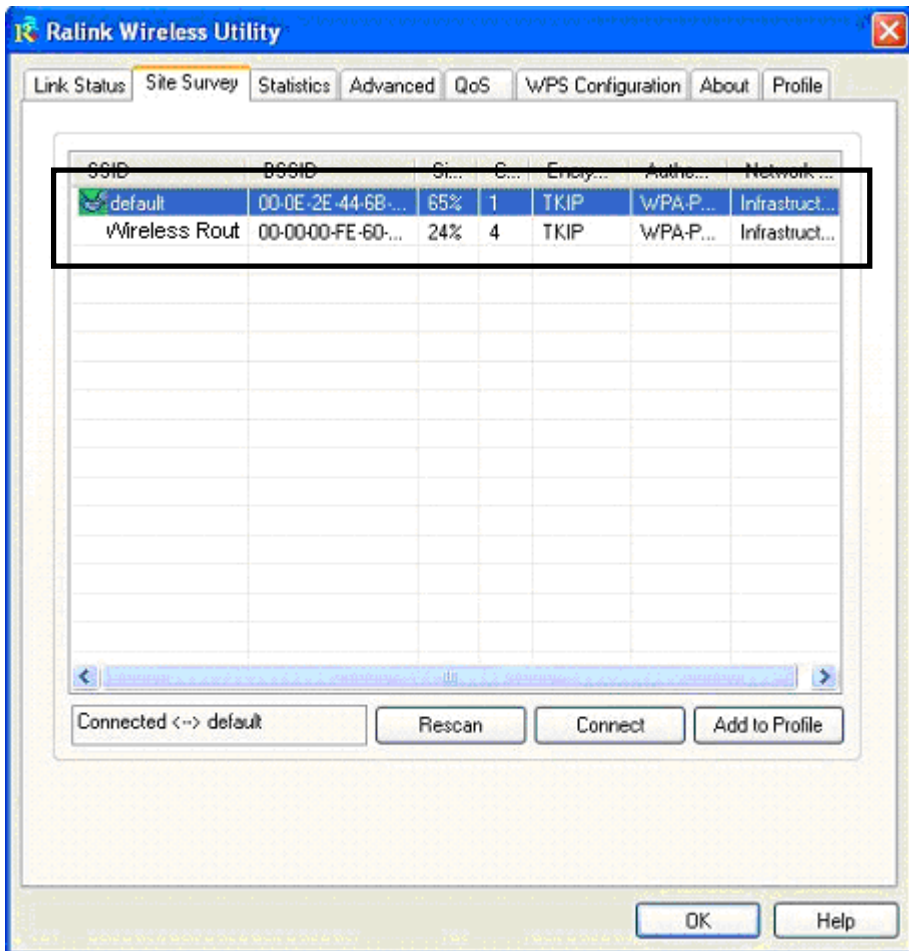 Ralink Wireless Utility
Link Status Site Survey Statistics Advanced QoS WPS Configuration About Profile
SSID BSSID Si... C... Encry... Authe... Network ...
default 00-0E-2E-44-6B-... 65% 1 TKIP WPA-P... Infrastruct...
Wireless Rout 00-00-00-FE-60-... 24% 4 TKIP WPA-P... Infrastruct...
Connected <--> default Rescan Connect Add to Profile
OK Help